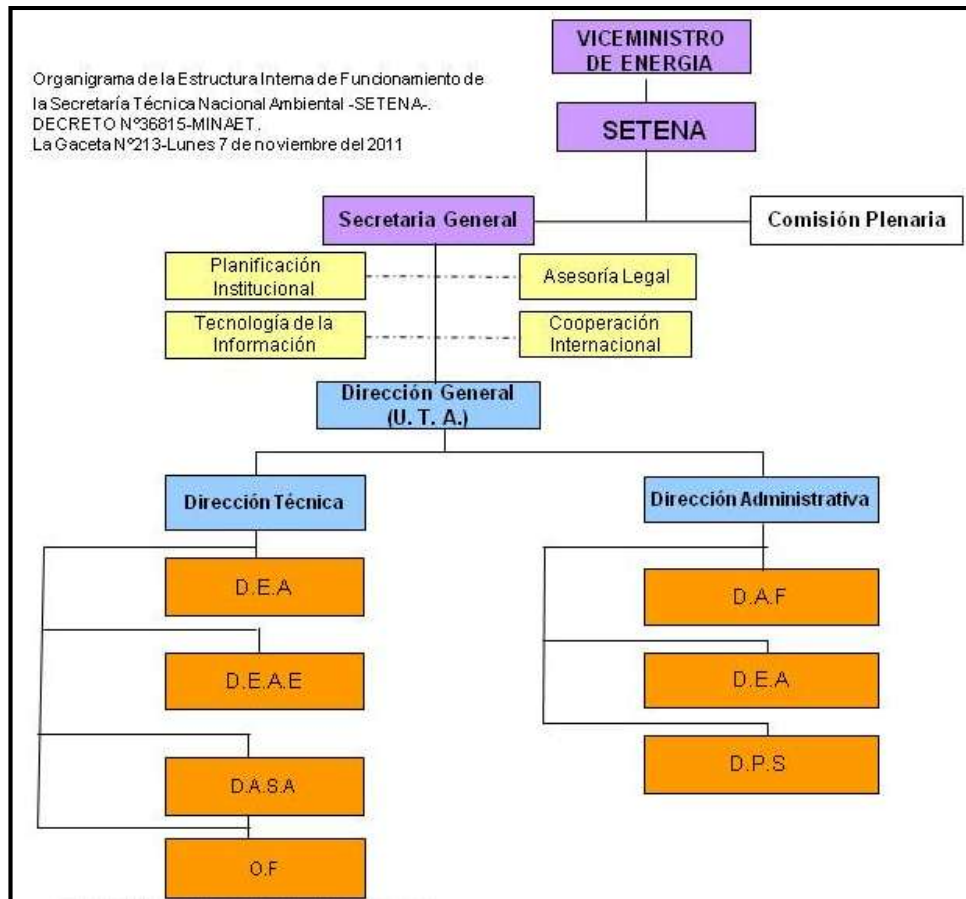 VICEMINISTRO
DE ENERGIA
Organigrama de la Estructura Interna de Funcionamiento de
la Secretaría Técnica Nacional Ambiental -SETENA-.
DECRETO Nº36815-MINAET.
La Gaceta Nº213-Lunes 7 de noviembre del 2011
SETENA
Secretaria General
Comisión Plenaria
Planificación
Institucional
Asesoría Legal
Tecnología de la
Información
Cooperación
Internacional
Dirección General
(U. T. A.)
Dirección Técnica
Dirección Administrativa
D.E.A
D.A.F
D.E.A.E
D.E.A
D.A.S.A
D.P.S
O.F